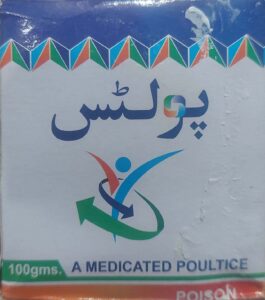 پولٹس
100gms. A MEDICATED POULTICE
POISON